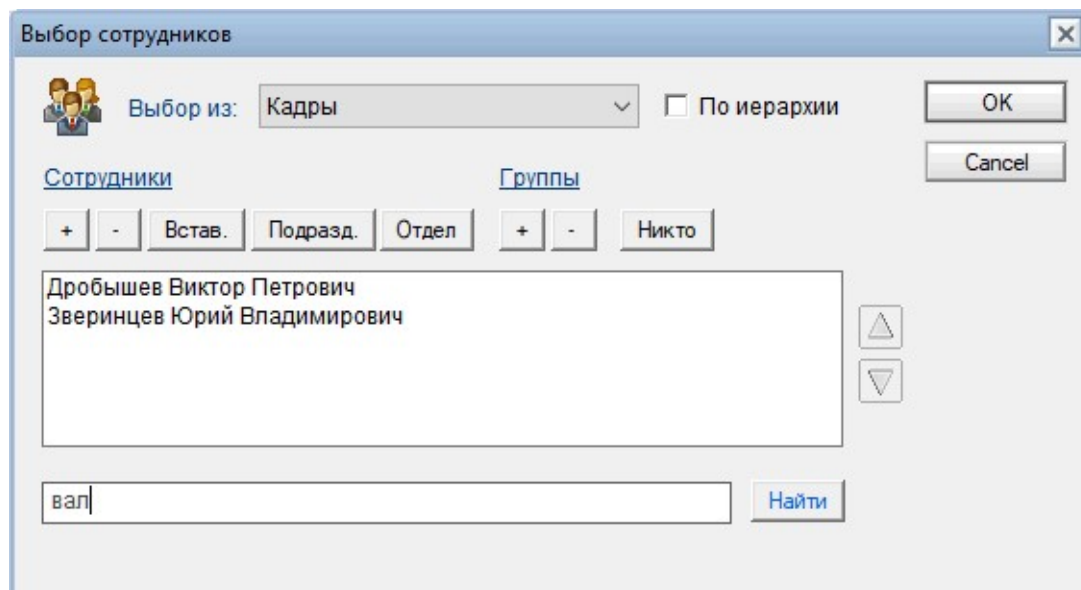 Выбор сотрудников
Выбор из: Кадры По иерархии OK
Cancel
Сотрудники Группы
+ - Встав. Подразд. Отдел + - Никто
Дробышев Виктор Петрович
Зверинцев Юрий Владимирович
вал Найти